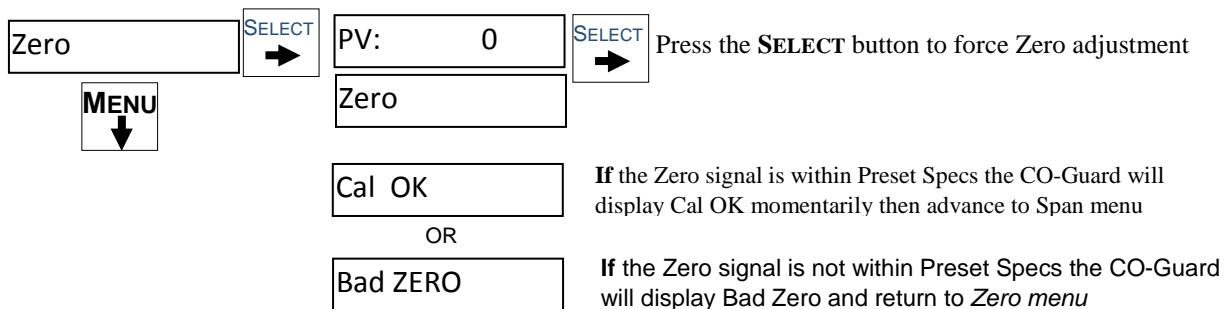 Zero
SELECT
PV: 0
SELECT
Press the SELECT button to force Zero adjustment
MENU
Zero
Cal OK
If the Zero signal is within Preset Specs the CO-Guard will
display Cal OK momentarily then advance to Span menu
OR
Bad ZERO
If the Zero signal is not within Preset Specs the CO-Guard
will display Bad Zero and return to Zero menu